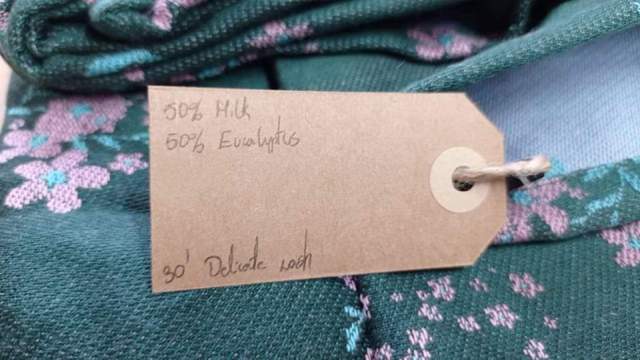 50% Milk
50% Eucalyptus
30' Delicate wash